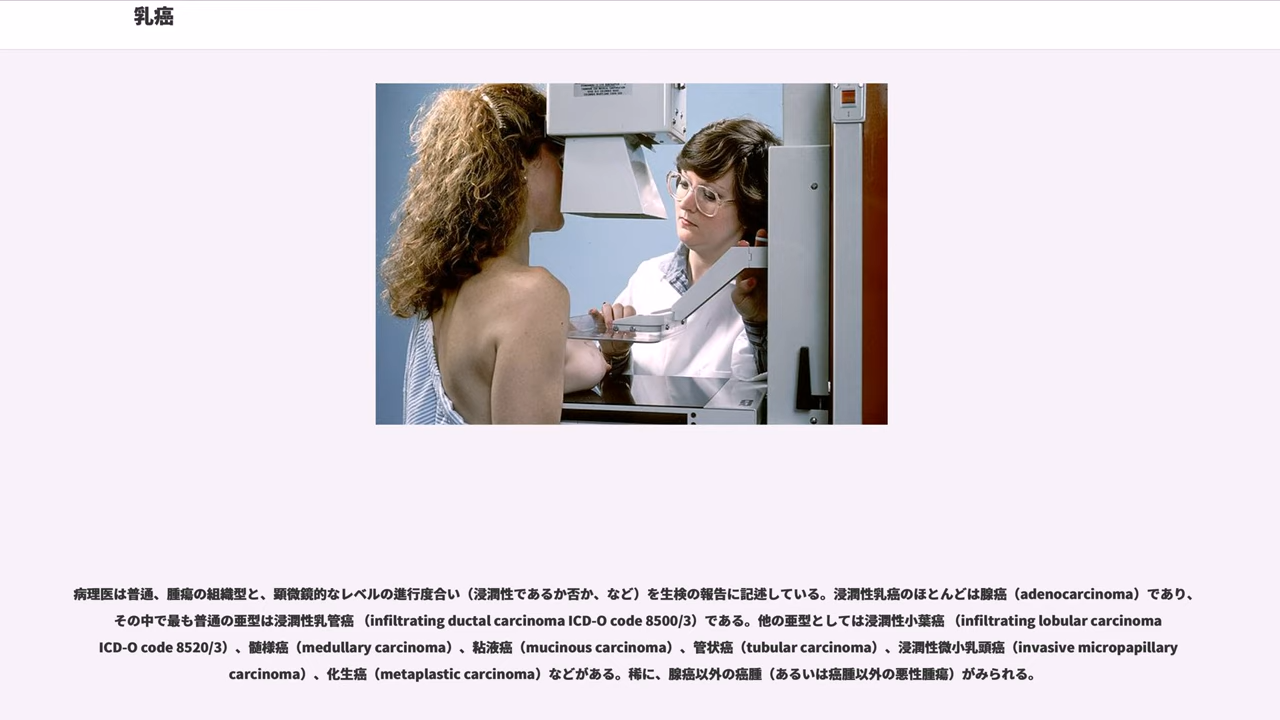 乳癌
病理医は普通、腫瘍の組織型と、顕微鏡的なレベルの進行度合い（浸潤性であるか否か、など）を生検の報告に記述している。浸潤性乳癌のほとんどは腺癌（adenocarcinoma）であり、
その中で最も普通の亜型は浸潤性乳管癌 （infiltrating ductal carcinoma ICD-O code 8500/3）である。他の亜型としては浸潤性小葉癌 （infiltrating lobular carcinoma
ICD-O code 8520/3）、髄様癌（medullary carcinoma）、粘液癌（mucinous carcinoma）、管状癌（tubular carcinoma）、浸潤性微小乳頭癌（invasive micropapillary
carcinoma）、化生癌（metaplastic carcinoma）などがある。稀に、腺癌以外の癌腫（あるいは癌腫以外の悪性腫瘍）がみられる。